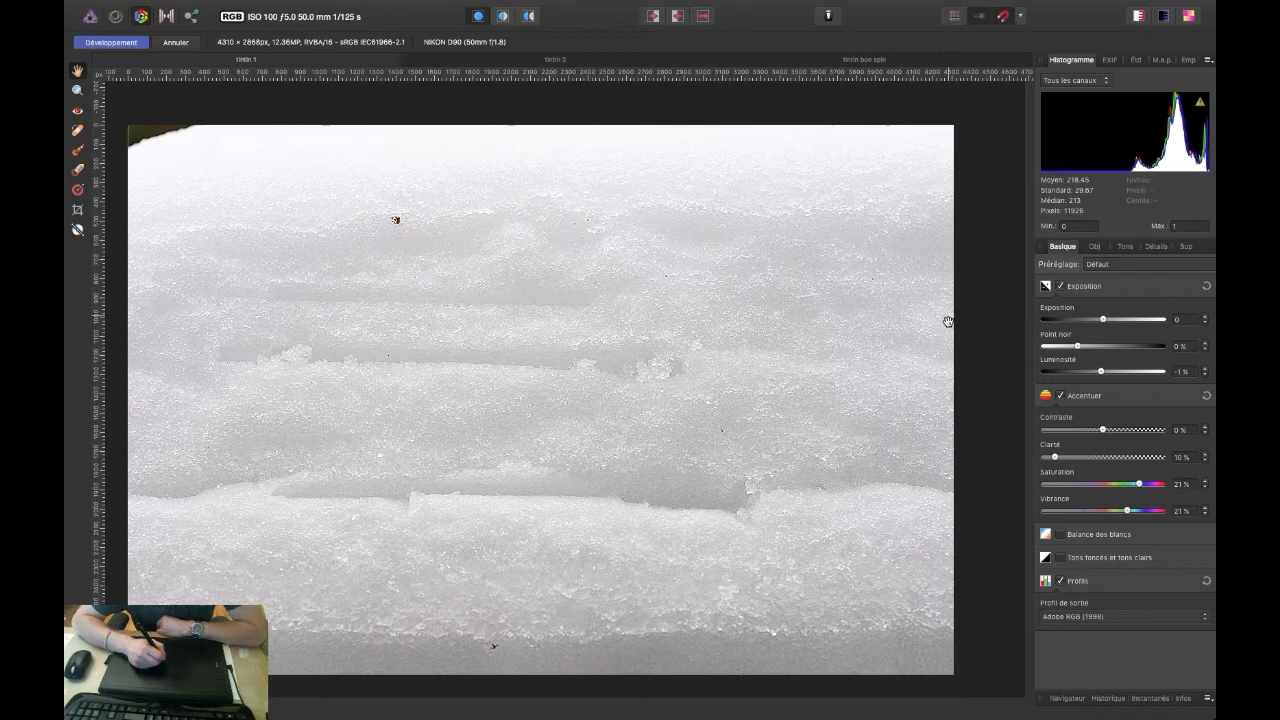 RGB ISO 100 ƒ/5.0 50.0 mm 1/125 s
Développement Annuler 4310 × 2868px, 12.36MP, RVBA/16 - sRGB IEC61966-2.1 NIKON D90 (50mm f/1.8)
tintin 1 tintin 2 tintin bon spin
px
Histogramme EXIF Étd M.a.p. Emp
Tous les canaux
Moyen: 218.45 Niveau: -
Standard: 29.67 Pixels: -
Médian: 213 Centile: -
Pixels: 11926
Min.: 0 Max.: 1
Basique Obj Tons Détails Sup
Préréglage: Défaut
Exposition
Exposition
0
Point noir
0 %
Luminosité
-1 %
Accentuer
Contraste
0 %
Clarté
10 %
Saturation
21 %
Vibrance
21 %
Balance des blancs
Tons foncés et tons clairs
Profils
Profil de sortie
Adobe RGB (1998)
Navigateur Historique Instantanés Infos